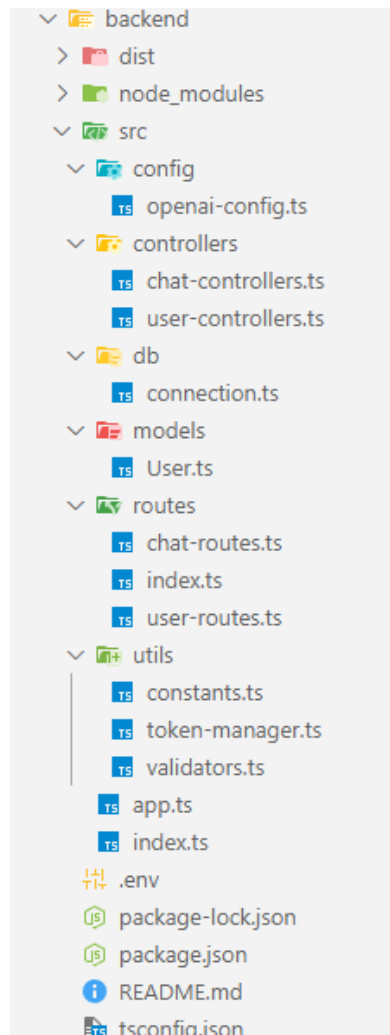 backend
dist
node_modules
src
config
TS openai-config.ts
controllers
TS chat-controllers.ts
TS user-controllers.ts
db
TS connection.ts
models
TS User.ts
routes
TS chat-routes.ts
TS index.ts
TS user-routes.ts
utils
TS constants.ts
TS token-manager.ts
TS validators.ts
TS app.ts
TS index.ts
.env
JS package-lock.json
JS package.json
README.md
TS tsconfig.json